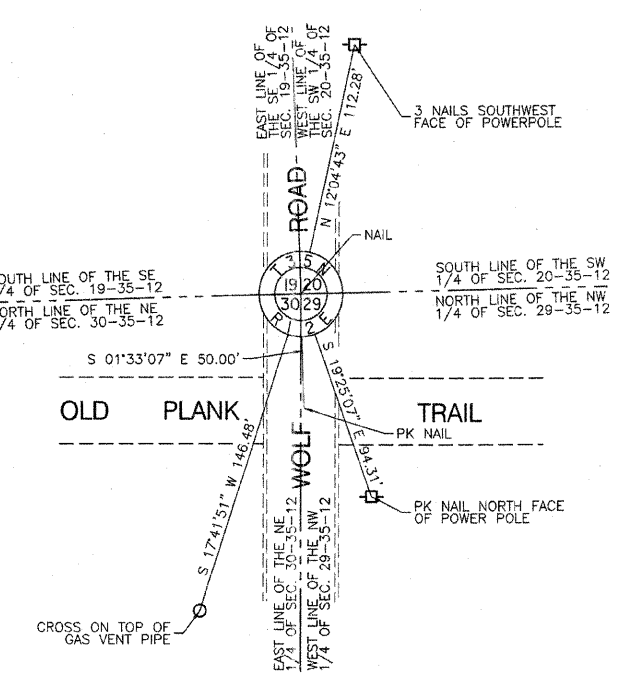 EAST LINE OF
THE SE 1/4 OF
SEC. 19-35-12
WEST LINE OF
THE SW 1/4 OF
SEC. 20-35-12
N 12°04'43" E 112.28'
3 NAILS SOUTHWEST
FACE OF POWERPOLE
ROAD
NAIL
T 35 N
19 20
30 29
R 12 E
OUTH LINE OF THE SE
/4 OF SEC. 19-35-12
ORTH LINE OF THE NE
/4 OF SEC. 30-35-12
SOUTH LINE OF THE SW
1/4 OF SEC. 20-35-12
NORTH LINE OF THE NW
1/4 OF SEC. 29-35-12
S 01°33'07" E 50.00'
S 19°25'07" E 94.31'
OLD PLANK TRAIL
PK NAIL
WOLF
S 17°41'51" W 146.48'
PK NAIL NORTH FACE
OF POWER POLE
EAST LINE OF THE NE
1/4 OF SEC. 30-35-12
WEST LINE OF THE NW
1/4 OF SEC. 29-35-12
CROSS ON TOP OF
GAS VENT PIPE